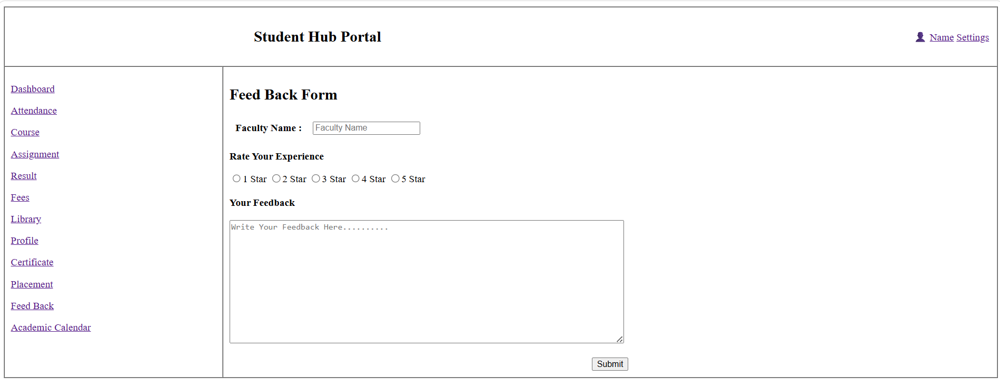 Student Hub Portal
Name Settings
Dashboard
Attendance
Course
Assignment
Result
Fees
Library
Profile
Certificate
Placement
Feed Back
Academic Calendar
Feed Back Form
Faculty Name : Faculty Name
Rate Your Experience
1 Star 2 Star 3 Star 4 Star 5 Star
Your Feedback
Write Your Feedback Here..........
Submit